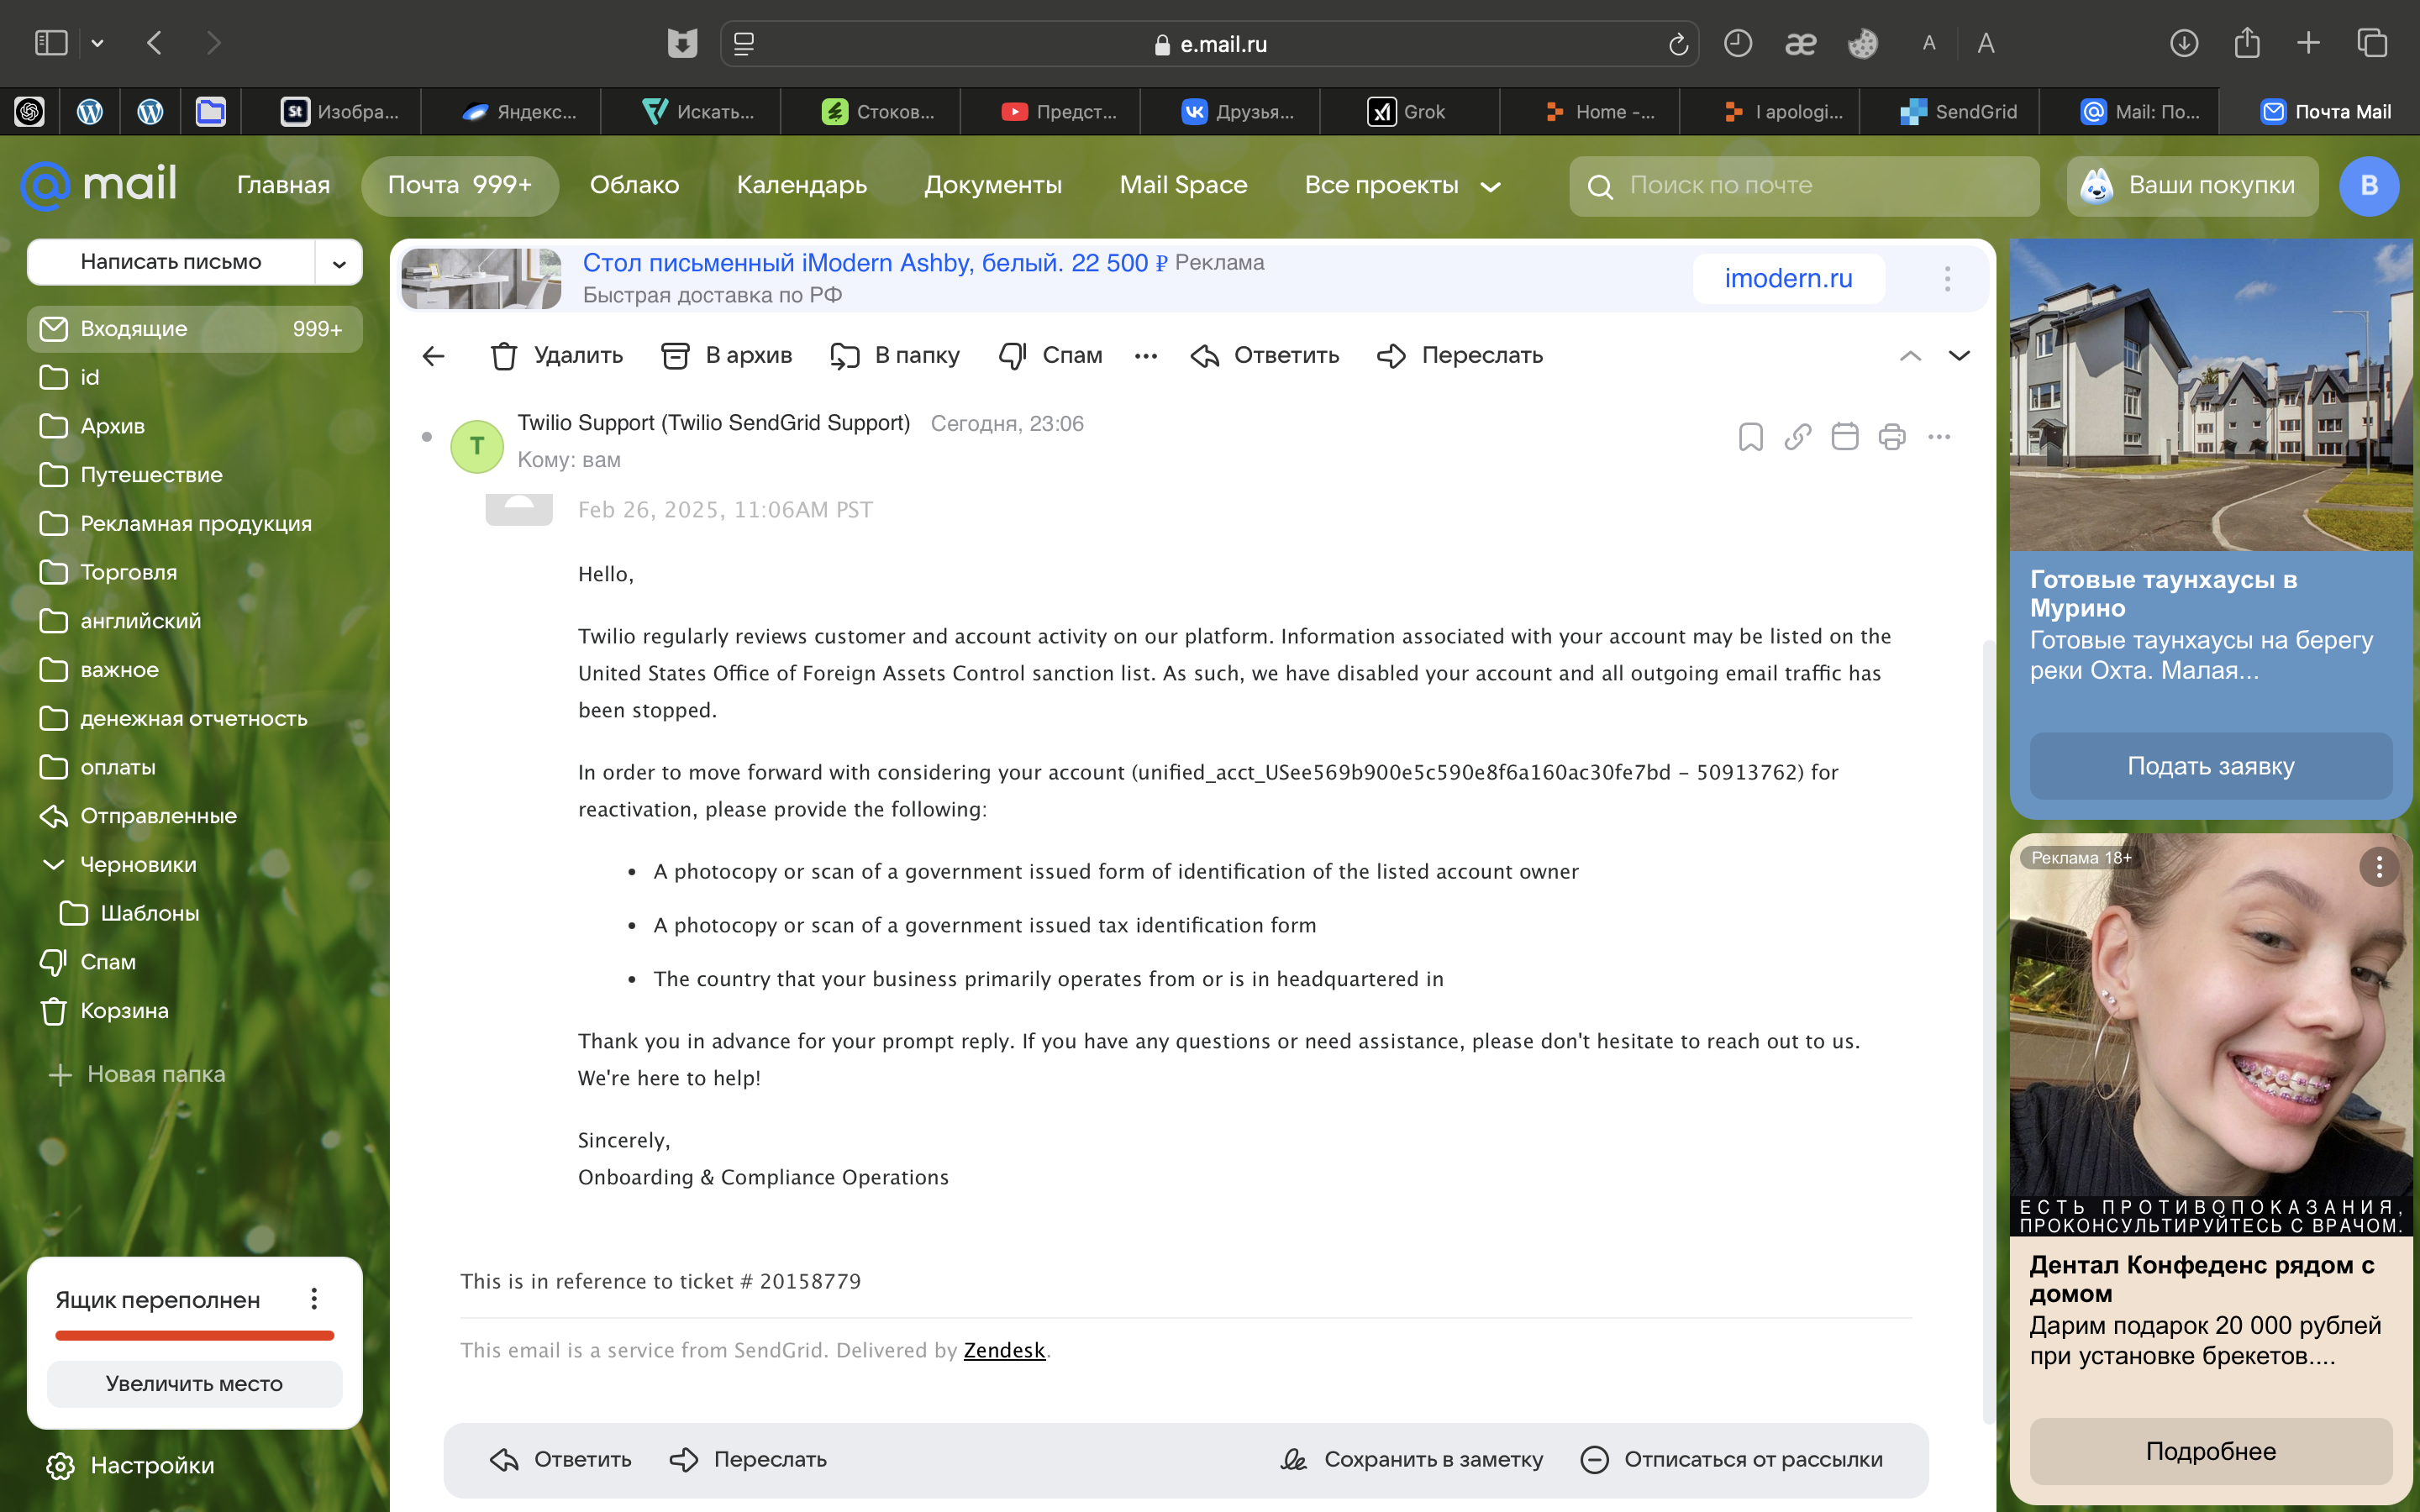 e.mail.ru
æ
A
A
St Изобра...
Яндекс...
Искать...
Стоков...
Предст...
Друзья...
Grok
Home -...
I apologi...
SendGrid
Mail: По...
Почта Mail
mail
Главная
Почта 999+
Облако
Календарь
Документы
Mail Space
Все проекты
Поиск по почте
Ваши покупки
В
Написать письмо
Входящие 999+
id
Архив
Путешествие
Рекламная продукция
Торговля
английский
важное
денежная отчетность
оплаты
Отправленные
Черновики
Шаблоны
Спам
Корзина
Новая папка
Ящик переполнен
Увеличить место
Настройки
Стол письменный iModern Ashby, белый. 22 500 ₽ Реклама
Быстрая доставка по РФ
imodern.ru
Удалить
В архив
В папку
Спам
Ответить
Переслать
T
Twilio Support (Twilio SendGrid Support) Сегодня, 23:06
Кому: вам
Feb 26, 2025, 11:06AM PST
Hello,
Twilio regularly reviews customer and account activity on our platform. Information associated with your account may be listed on the
United States Office of Foreign Assets Control sanction list. As such, we have disabled your account and all outgoing email traffic has
been stopped.
In order to move forward with considering your account (unified_acct_USee569b900e5c590e8f6a160ac30fe7bd – 50913762) for
reactivation, please provide the following:
• A photocopy or scan of a government issued form of identification of the listed account owner
• A photocopy or scan of a government issued tax identification form
• The country that your business primarily operates from or is in headquartered in
Thank you in advance for your prompt reply. If you have any questions or need assistance, please don't hesitate to reach out to us.
We're here to help!
Sincerely,
Onboarding & Compliance Operations
This is in reference to ticket # 20158779
This email is a service from SendGrid. Delivered by Zendesk.
Ответить
Переслать
Сохранить в заметку
Отписаться от рассылки
Готовые таунхаусы в
Мурино
Готовые таунхаусы на берегу
реки Охта. Малая...
Подать заявку
Реклама 18+
ЕСТЬ ПРОТИВОПОКАЗАНИЯ,
ПРОКОНСУЛЬТИРУЙТЕСЬ С ВРАЧОМ.
Дентал Конфеденс рядом с
домом
Дарим подарок 20 000 рублей
при установке брекетов....
Подробнее